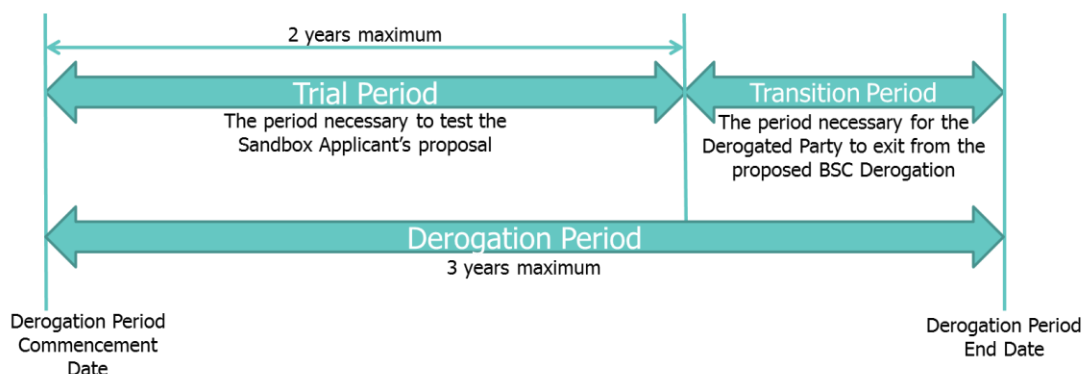 2 years maximum
Trial Period
The period necessary to test the
Sandbox Applicant's proposal
Transition Period
The period necessary for the
Derogated Party to exit from the
proposed BSC Derogation
Derogation Period
3 years maximum
Derogation Period
Commencement
Date
Derogation Period
End Date